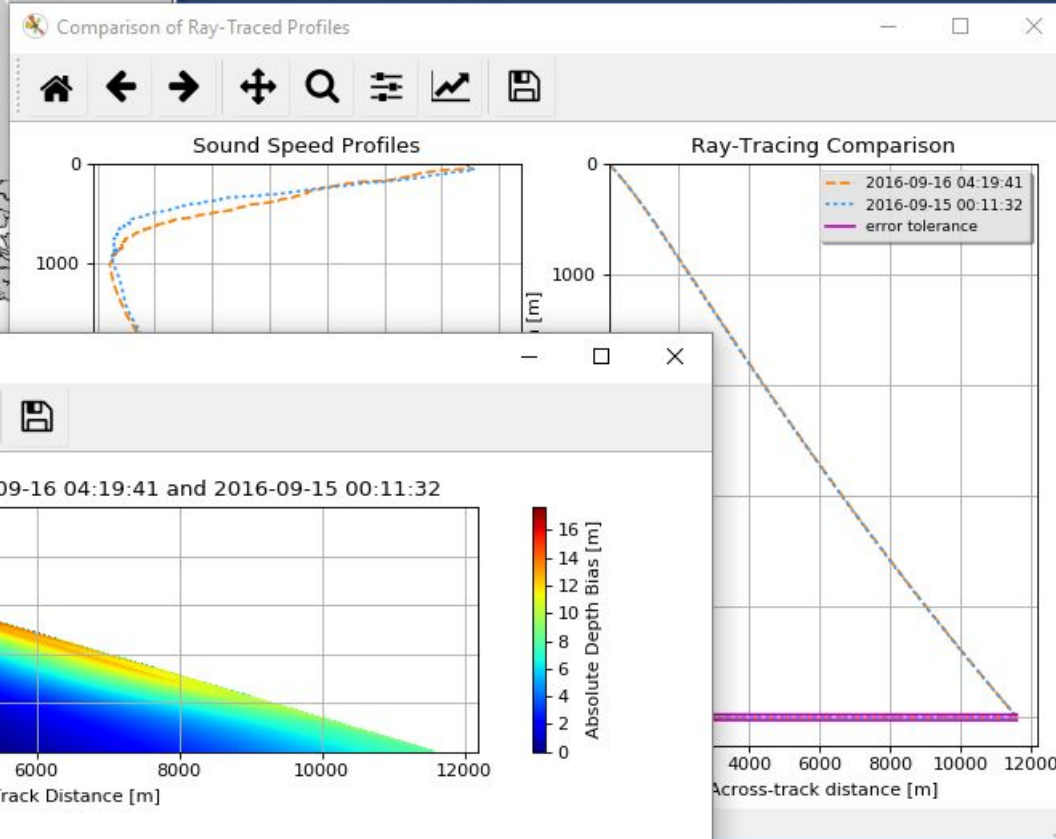 Comparison of Ray-Traced Profiles
Sound Speed Profiles
0
1000
Ray-Tracing Comparison
0
1000
2016-09-16 04:19:41
2016-09-15 00:11:32
error tolerance
[m]
4000 6000 8000 10000 12000
Across-track distance [m]
09-16 04:19:41 and 2016-09-15 00:11:32
16
14
12
10
8
6
4
2
0
Absolute Depth Bias [m]
6000 8000 10000 12000
Track Distance [m]